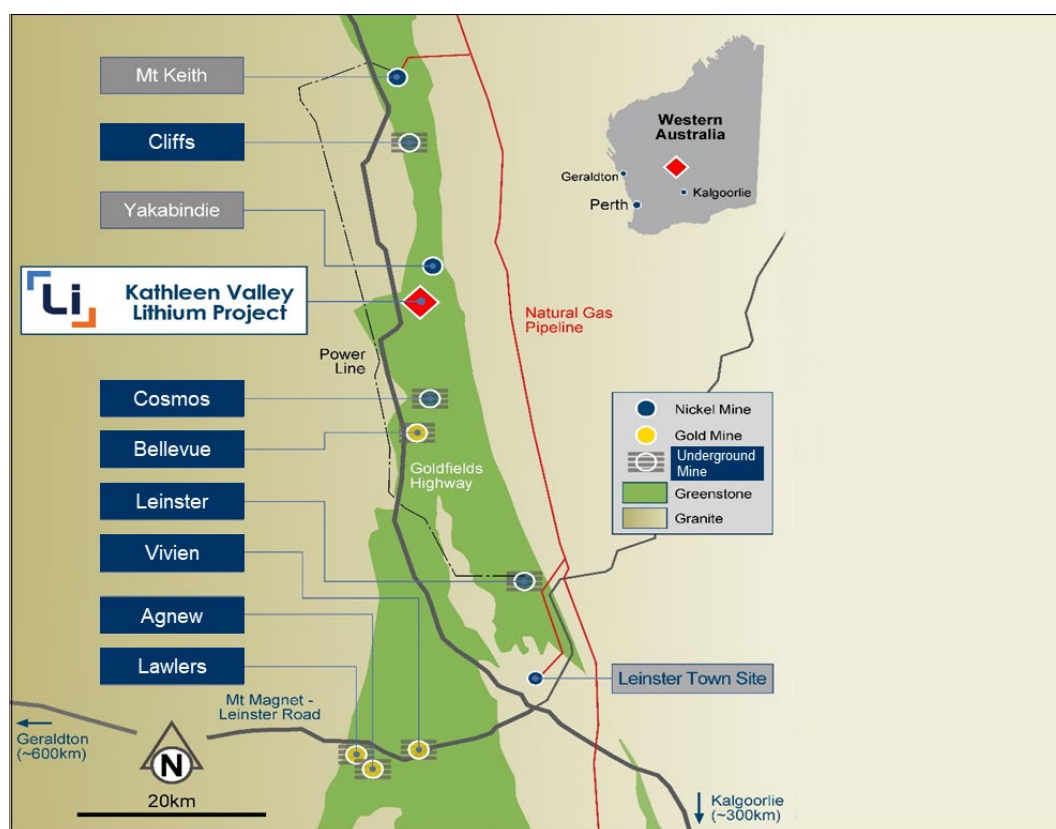 Mt Keith
Cliffs
Yakabindie
Li
Kathleen Valley
Lithium Project
Cosmos
Bellevue
Leinster
Vivien
Agnew
Lawlers
Power
Line
Goldfields
Highway
Natural Gas
Pipeline
Western
Australia
Geraldton
Kalgoorlie
Perth
Nickel Mine
Gold Mine
Underground
Mine
Greenstone
Granite
Leinster Town Site
Mt Magnet -
Leinster Road
Geraldton
(~600km)
N
20km
Kalgoorlie
(~300km)